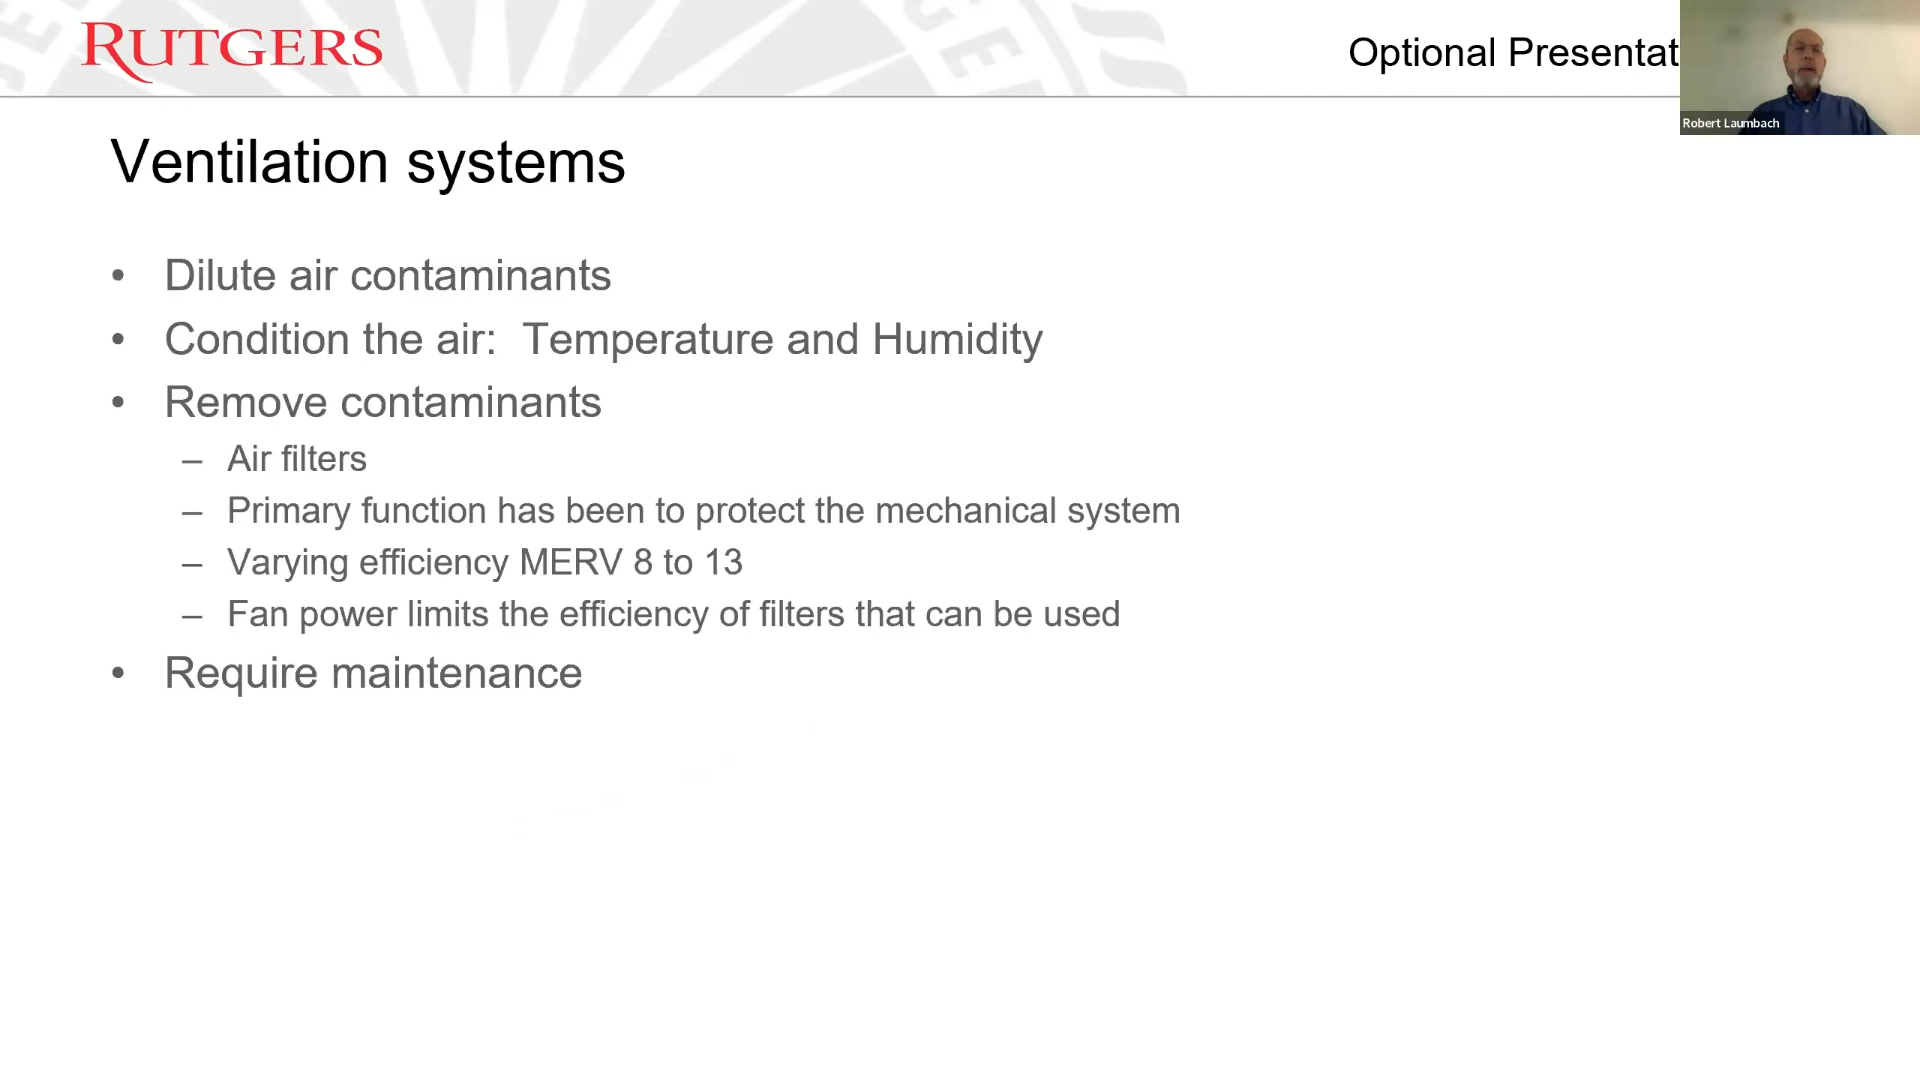 RUTGERS
Optional Presentat
Robert Laumbach
Ventilation systems
• Dilute air contaminants
• Condition the air: Temperature and Humidity
• Remove contaminants
– Air filters
– Primary function has been to protect the mechanical system
– Varying efficiency MERV 8 to 13
– Fan power limits the efficiency of filters that can be used
• Require maintenance